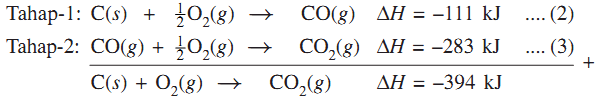 Tahap-1: C(s) + ½O₂(g) → CO(g) ΔH = –111 kJ .... (2)
Tahap-2: CO(g) + ½O₂(g) → CO₂(g) ΔH = –283 kJ .... (3)
+
C(s) + O₂(g) → CO₂(g) ΔH = –394 kJ